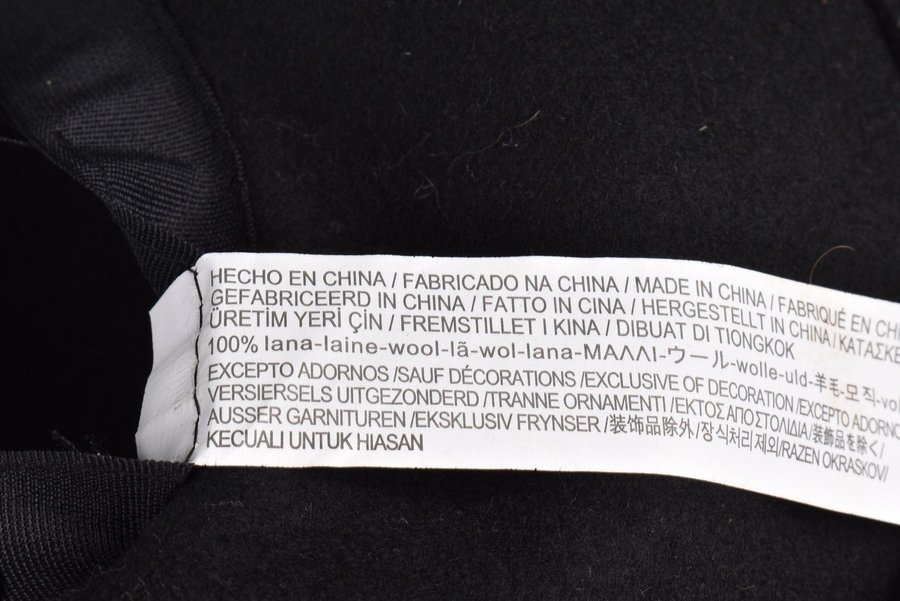 HECHO EN CHINA / FABRICADO NA CHINA / MADE IN CHINA / FABRIQUÉ EN CHI
GEFABRICEERD IN CHINA / FATTO IN CINA / HERGESTELLT IN CHINA / ΚΑΤΑΣΚΕ
ÜRETİM YERİ ÇİN / FREMSTILLET I KINA / DIBUAT DI TIONGKOK
100% lana-laine-wool-lã-wol-lana-ΜΑΛΛΙ-ウール-wolle-uld-羊毛-모직-vol
EXCEPTO ADORNOS /SAUF DÉCORATIONS /EXCLUSIVE OF DECORATION /EXCEPTO ADORNO
VERSIERSELS UITGEZONDERD /TRANNE ORNAMENTI /ΕΚΤΟΣ ΑΠΟ ΣΤΟΛΙΔΙΑ /装飾品を除く/
AUSSER GARNITUREN /EKSKLUSIV FRYNSER /装饰品除外/장식처리제외/RAZEN OKRASKOV/
KECUALI UNTUK HIASAN